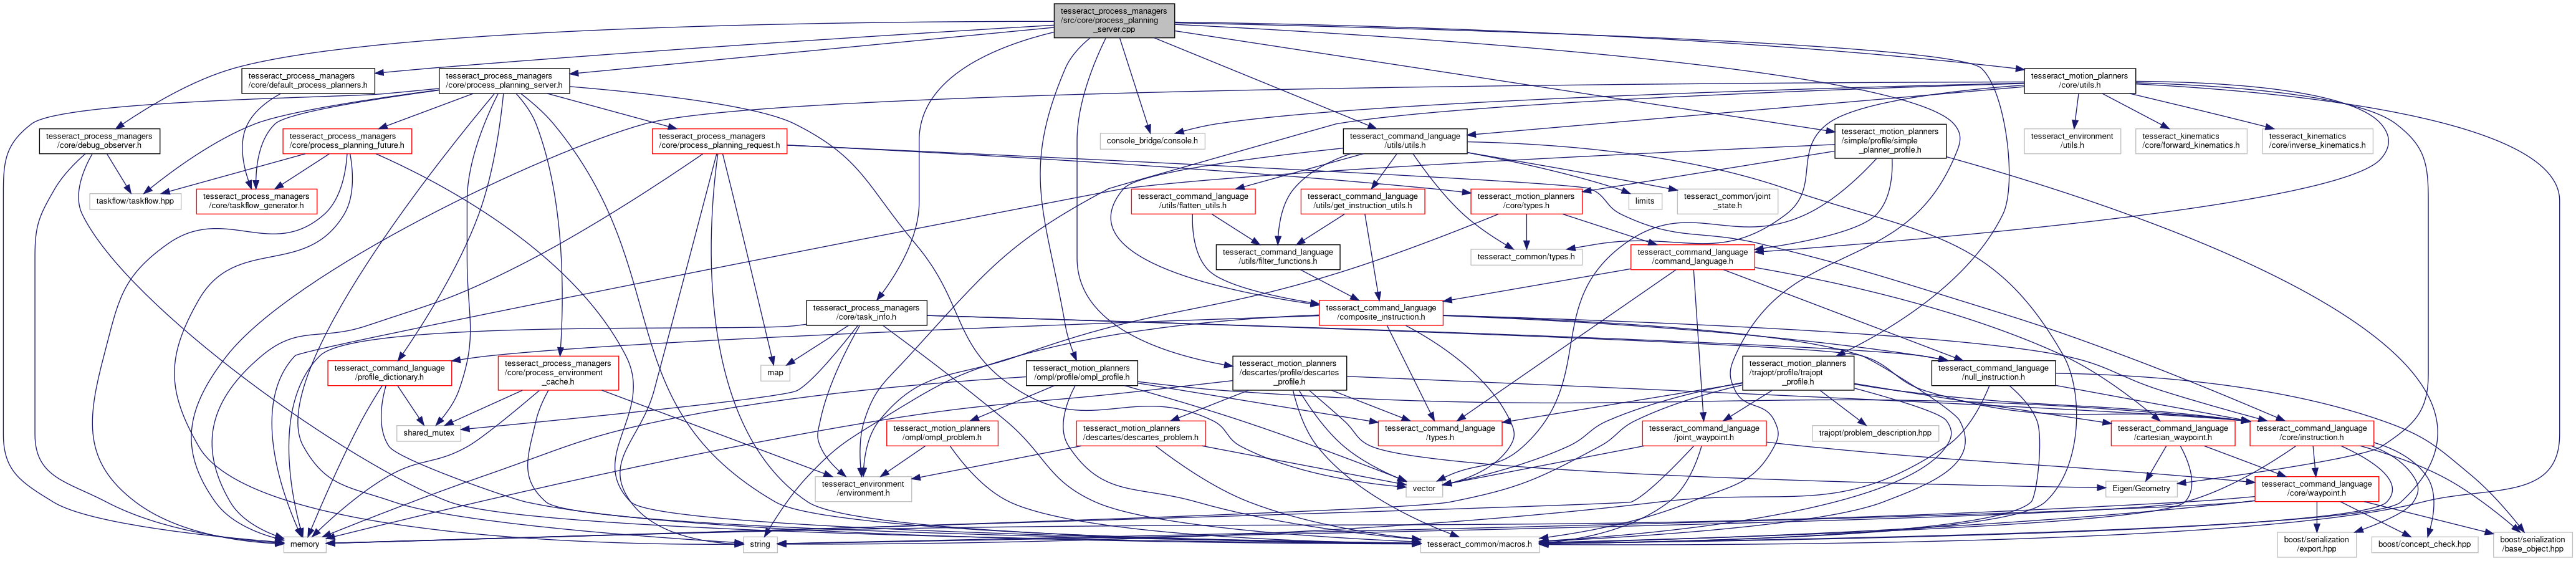 tesseract_process_managers
/src/core/process_planning
_server.cpp
tesseract_process_managers
/core/default_process_planners.h
tesseract_process_managers
/core/process_planning_server.h
tesseract_motion_planners
/core/utils.h
tesseract_process_managers
/core/debug_observer.h
tesseract_process_managers
/core/process_planning_future.h
tesseract_process_managers
/core/process_planning_request.h
console_bridge/console.h
tesseract_command_language
/utils/utils.h
tesseract_motion_planners
/simple/profile/simple
_planner_profile.h
tesseract_environment
/utils.h
tesseract_kinematics
/core/forward_kinematics.h
tesseract_kinematics
/core/inverse_kinematics.h
taskflow/taskflow.hpp
tesseract_process_managers
/core/taskflow_generator.h
tesseract_command_language
/utils/flatten_utils.h
tesseract_command_language
/utils/get_instruction_utils.h
tesseract_motion_planners
/core/types.h
limits
tesseract_common/joint
_state.h
tesseract_command_language
/utils/filter_functions.h
tesseract_common/types.h
tesseract_command_language
/command_language.h
tesseract_process_managers
/core/task_info.h
tesseract_command_language
/composite_instruction.h
tesseract_command_language
/profile_dictionary.h
tesseract_process_managers
/core/process_environment
_cache.h
map
tesseract_motion_planners
/ompl/profile/ompl_profile.h
tesseract_motion_planners
/descartes/profile/descartes
_profile.h
tesseract_motion_planners
/trajopt/profile/trajopt
_profile.h
tesseract_command_language
/null_instruction.h
shared_mutex
tesseract_motion_planners
/ompl/ompl_problem.h
tesseract_motion_planners
/descartes/descartes_problem.h
tesseract_command_language
/types.h
tesseract_command_language
/joint_waypoint.h
trajopt/problem_description.hpp
tesseract_command_language
/cartesian_waypoint.h
tesseract_command_language
/core/instruction.h
tesseract_environment
/environment.h
vector
Eigen/Geometry
tesseract_command_language
/core/waypoint.h
memory
string
tesseract_common/macros.h
boost/serialization
/export.hpp
boost/concept_check.hpp
boost/serialization
/base_object.hpp